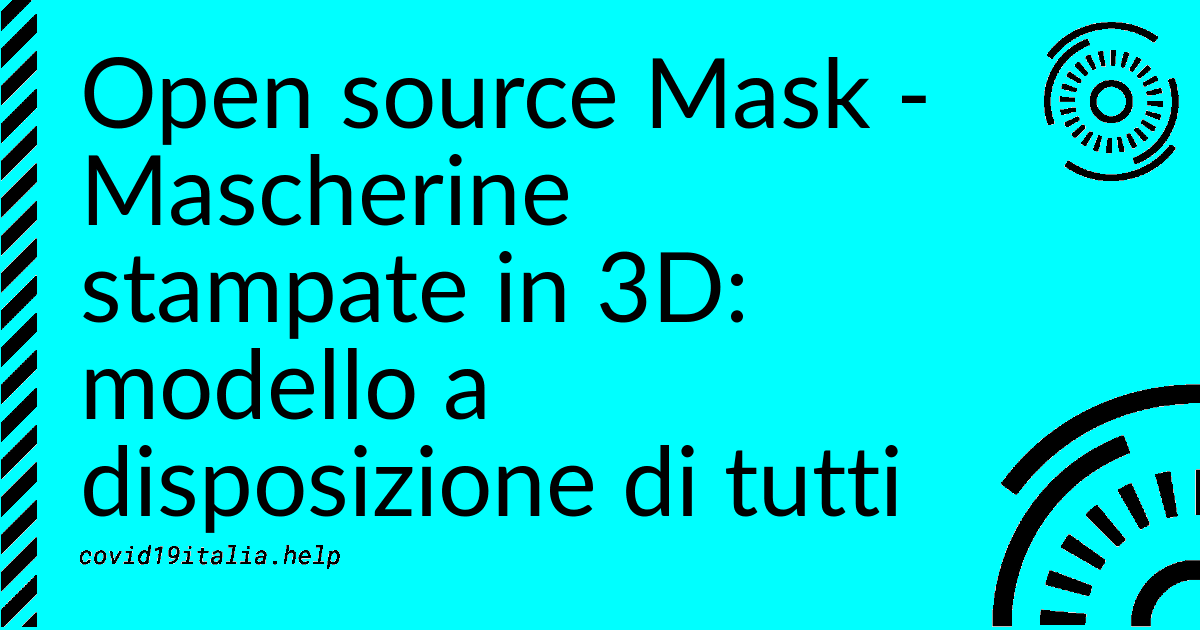 Open source Mask -
Mascherine
stampate in 3D:
modello a
disposizione di tutti
covid19italia.help